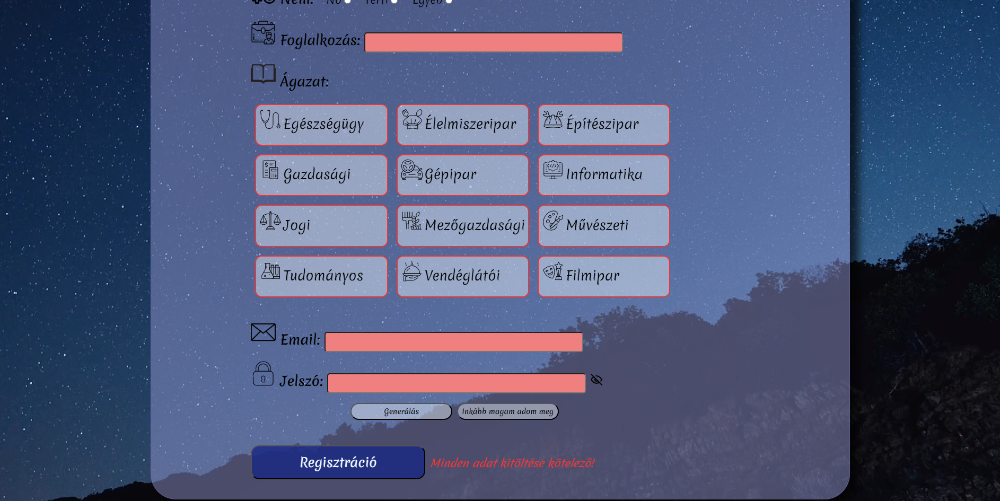 Nem: Nő Férfi Egyéb
Foglalkozás:
Ágazat:
Egészségügy Élelmiszeripar Építészipar
Gazdasági Gépipar Informatika
Jogi Mezőgazdasági Művészeti
Tudományos Vendéglátói Filmipar
Email:
Jelszó:
Generálás Inkább magam adom meg
Regisztráció Minden adat kitöltése kötelező!